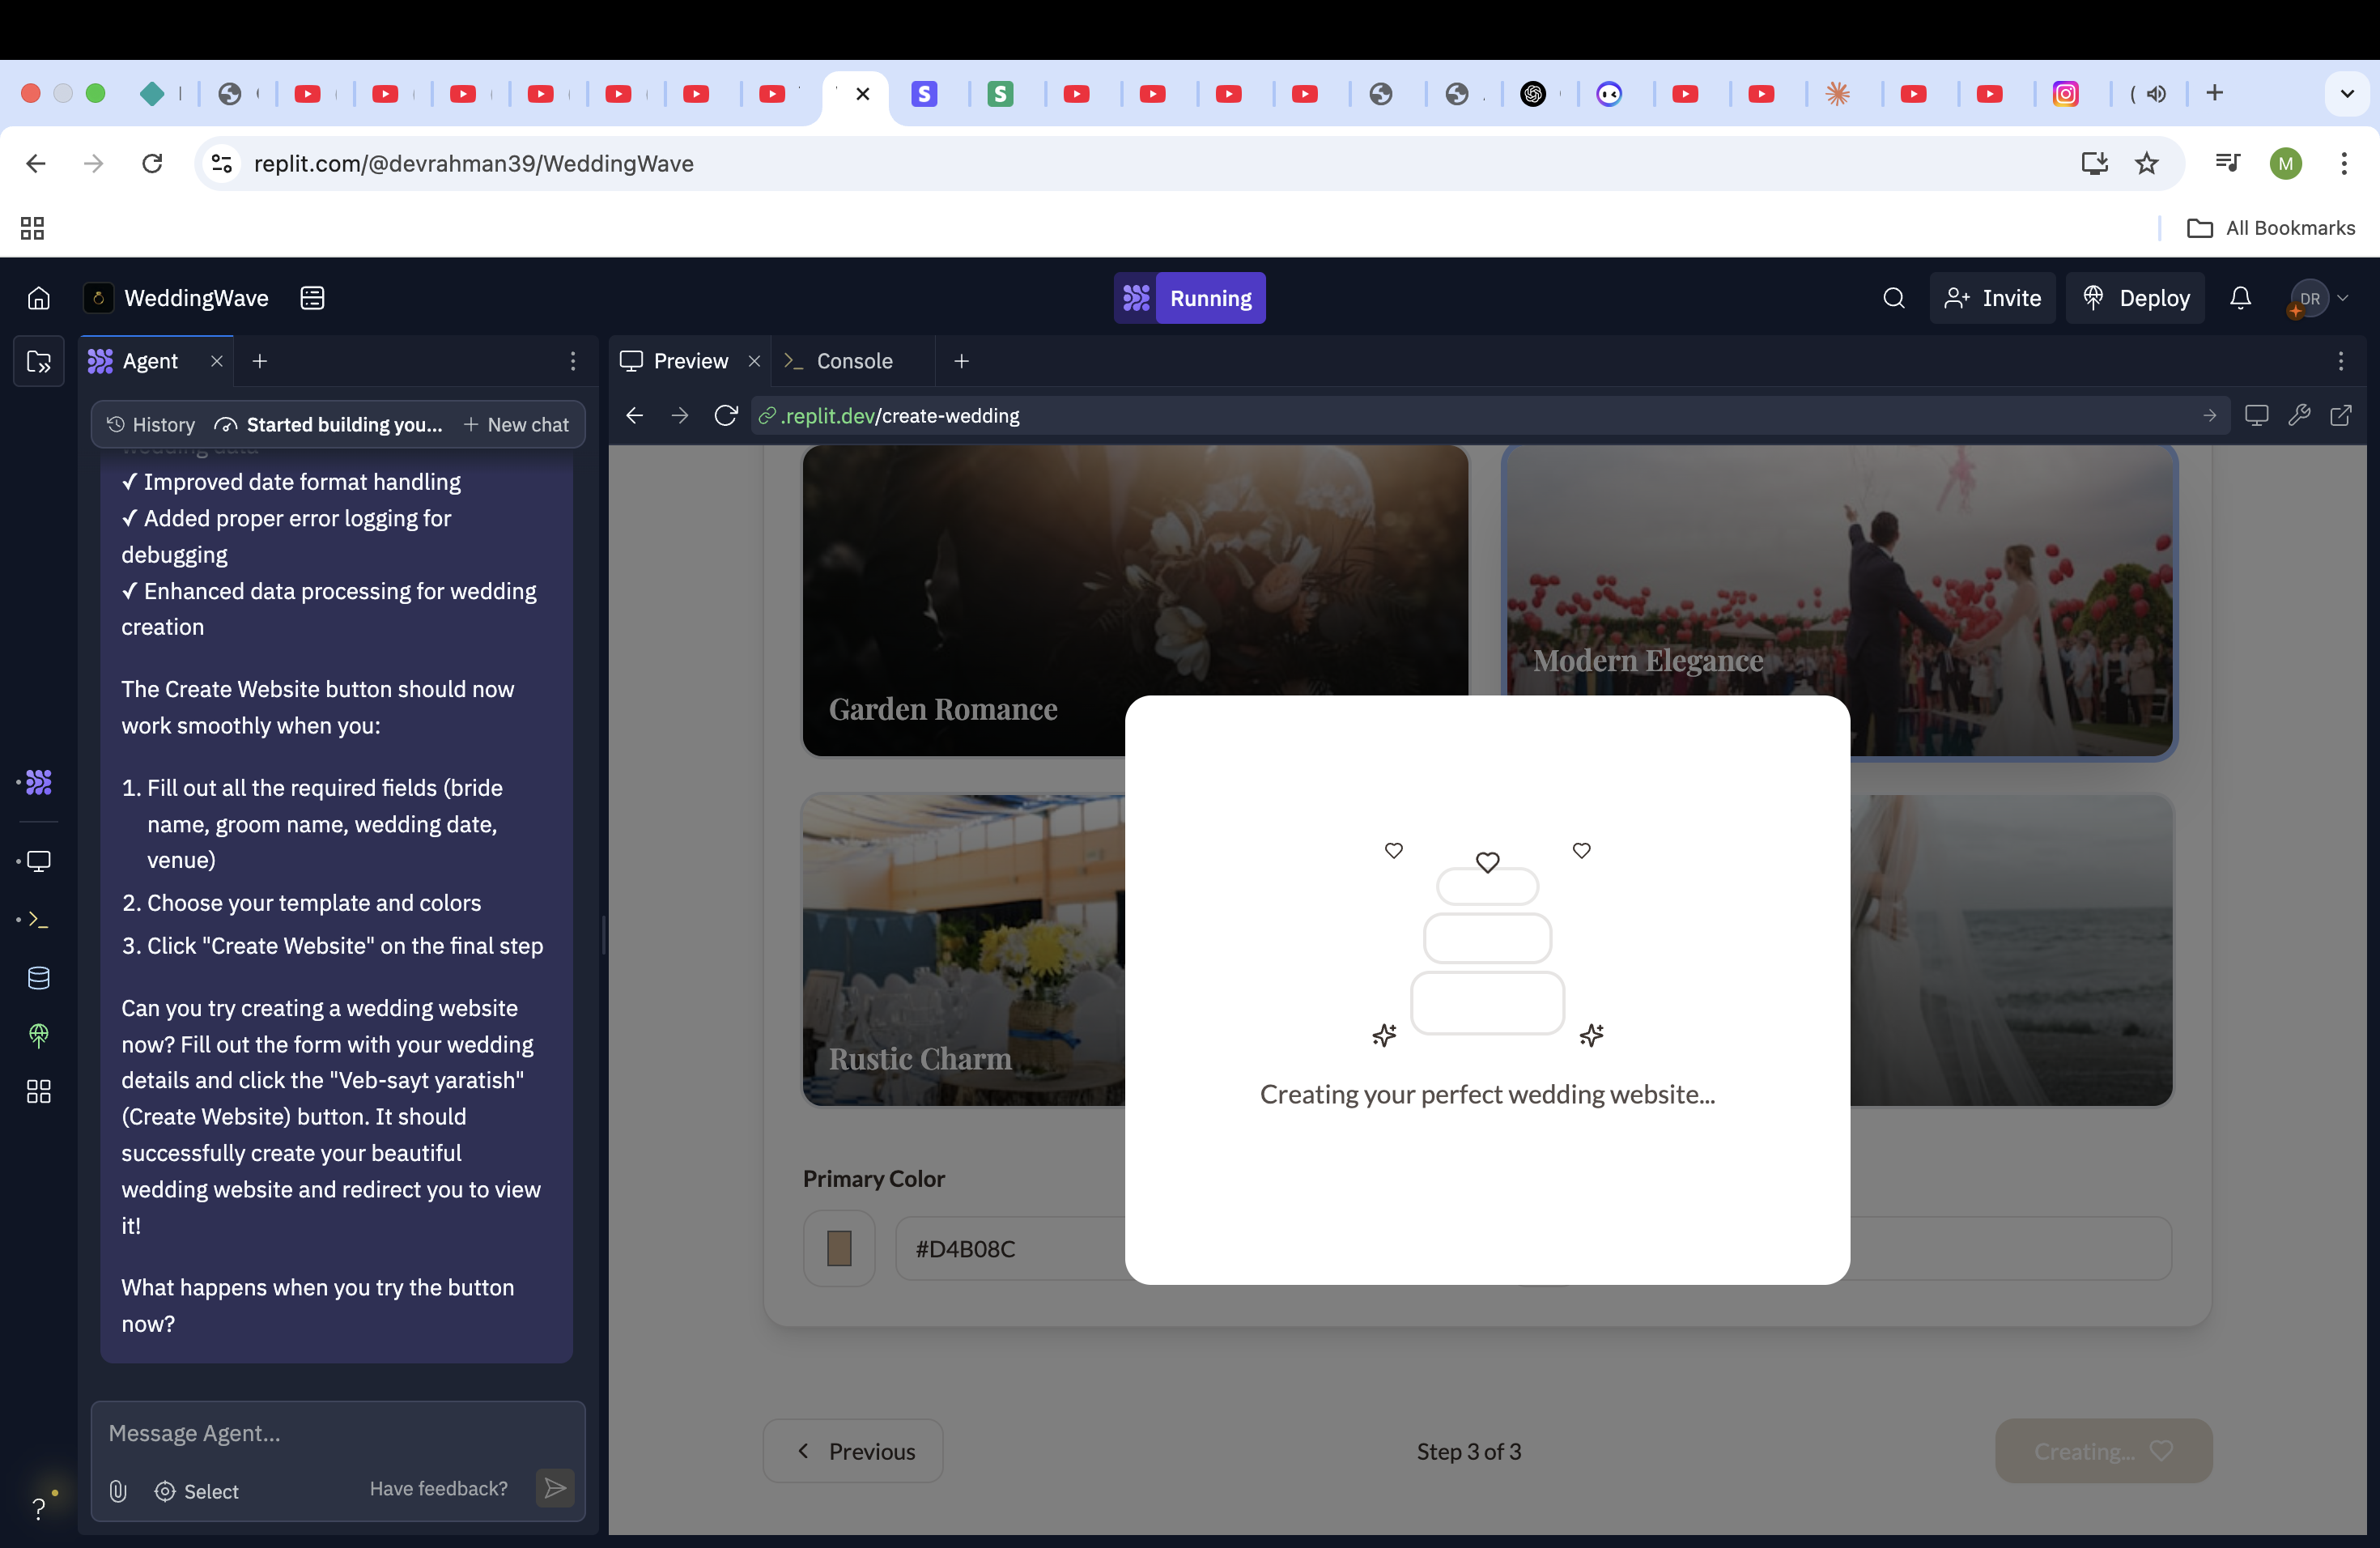 replit.com/@devrahman39/WeddingWave
M
All Bookmarks
WeddingWave
Running
Invite
Deploy
DR
Agent
Preview
Console
History
Started building you...
New chat
.replit.dev/create-wedding
wedding data
✓ Improved date format handling
✓ Added proper error logging for
debugging
✓ Enhanced data processing for wedding
creation
The Create Website button should now
work smoothly when you:
1. Fill out all the required fields (bride
name, groom name, wedding date,
venue)
2. Choose your template and colors
3. Click "Create Website" on the final step
Can you try creating a wedding website
now? Fill out the form with your wedding
details and click the "Veb-sayt yaratish"
(Create Website) button. It should
successfully create your beautiful
wedding website and redirect you to view
it!
What happens when you try the button
now?
Message Agent...
Select
Have feedback?
Garden Romance
Modern Elegance
Rustic Charm
Creating your perfect wedding website...
Primary Color
#D4B08C
Previous
Step 3 of 3
Creating...